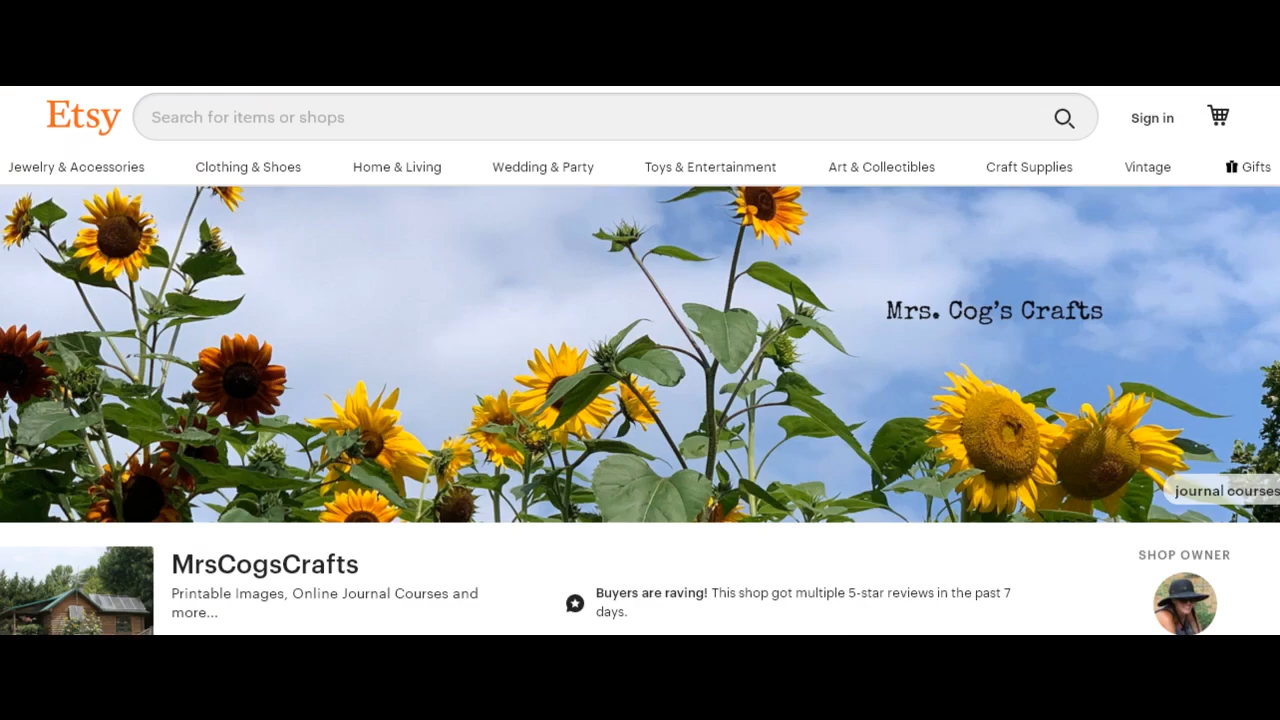 Etsy
Search for items or shops
Sign in
Jewelry & Accessories
Clothing & Shoes
Home & Living
Wedding & Party
Toys & Entertainment
Art & Collectibles
Craft Supplies
Vintage
Gifts
Mrs. Cog's Crafts
journal courses
MrsCogsCrafts
Printable Images, Online Journal Courses and
more...
Buyers are raving! This shop got multiple 5-star reviews in the past 7
days.
SHOP OWNER